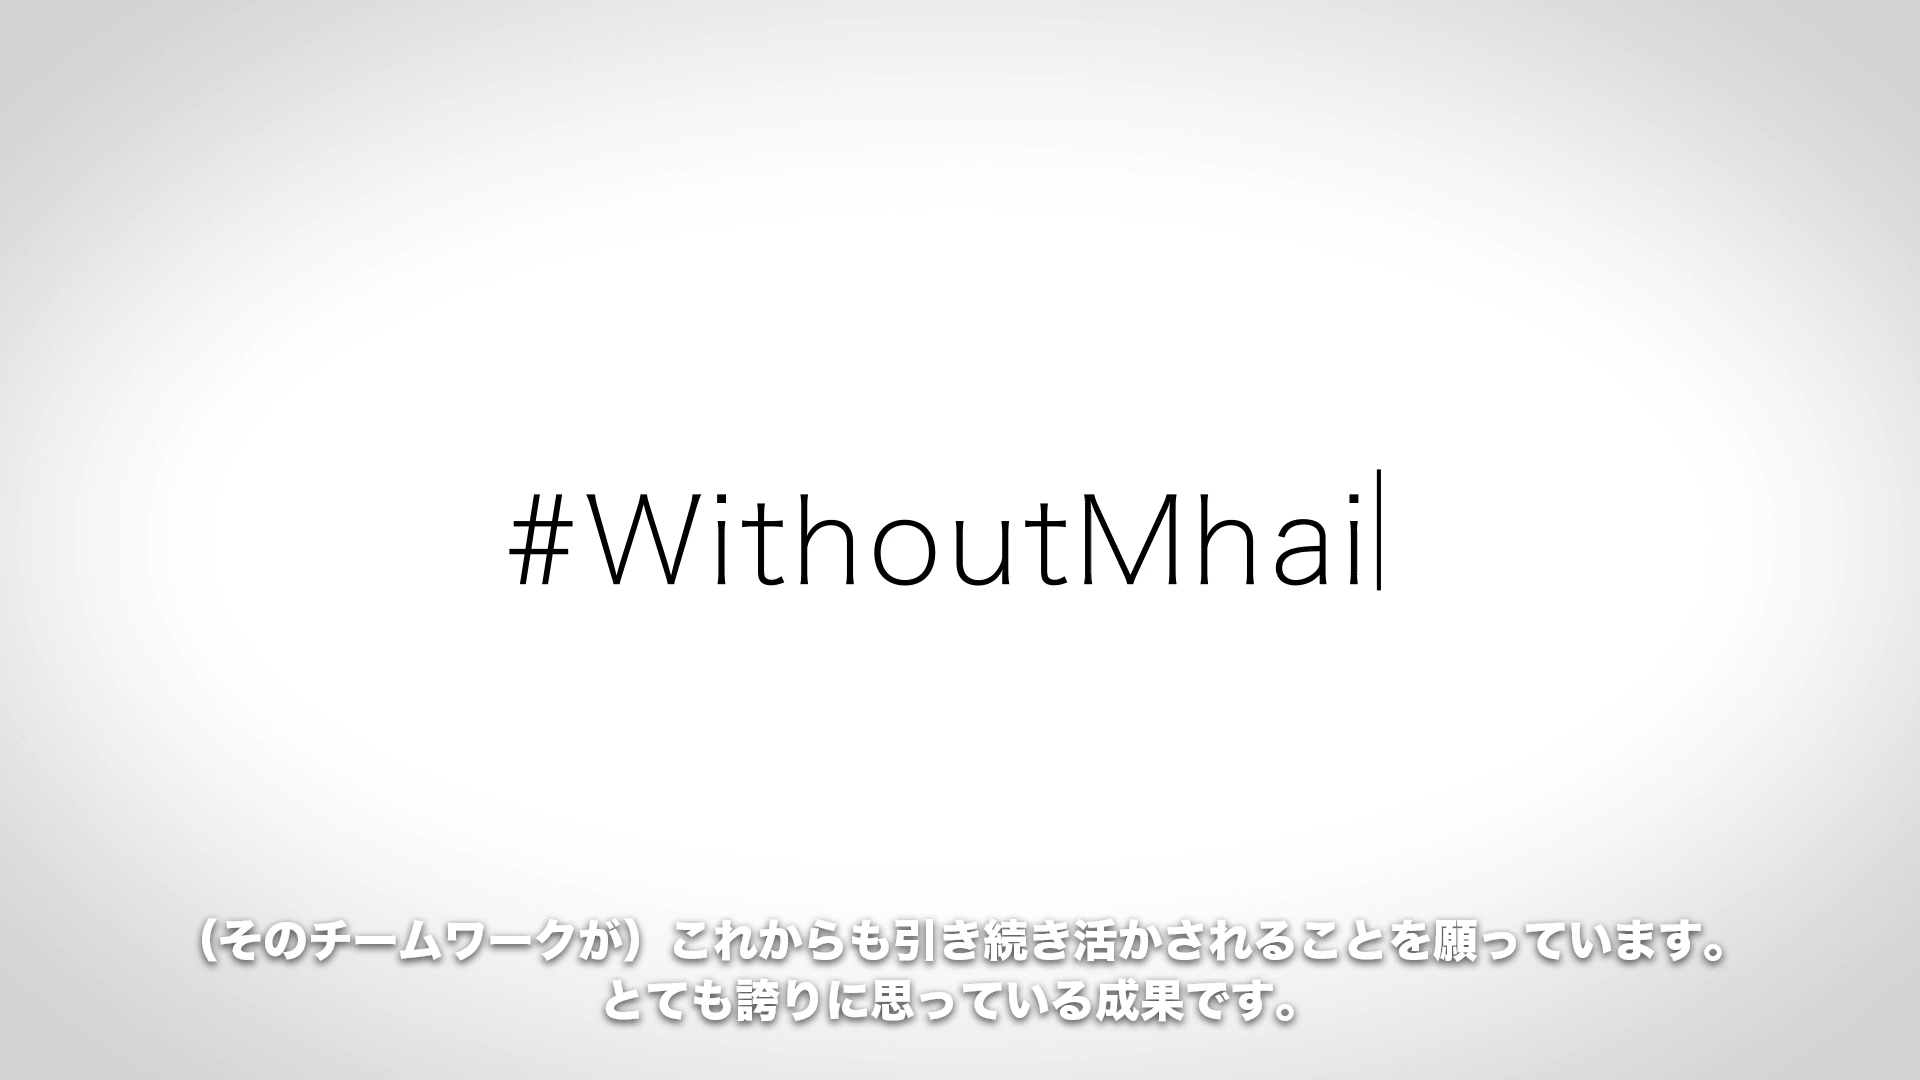 #WithoutMhai
（そのチームワークが）これからも引き続き活かされることを願っています。
とても誇りに思っている成果です。